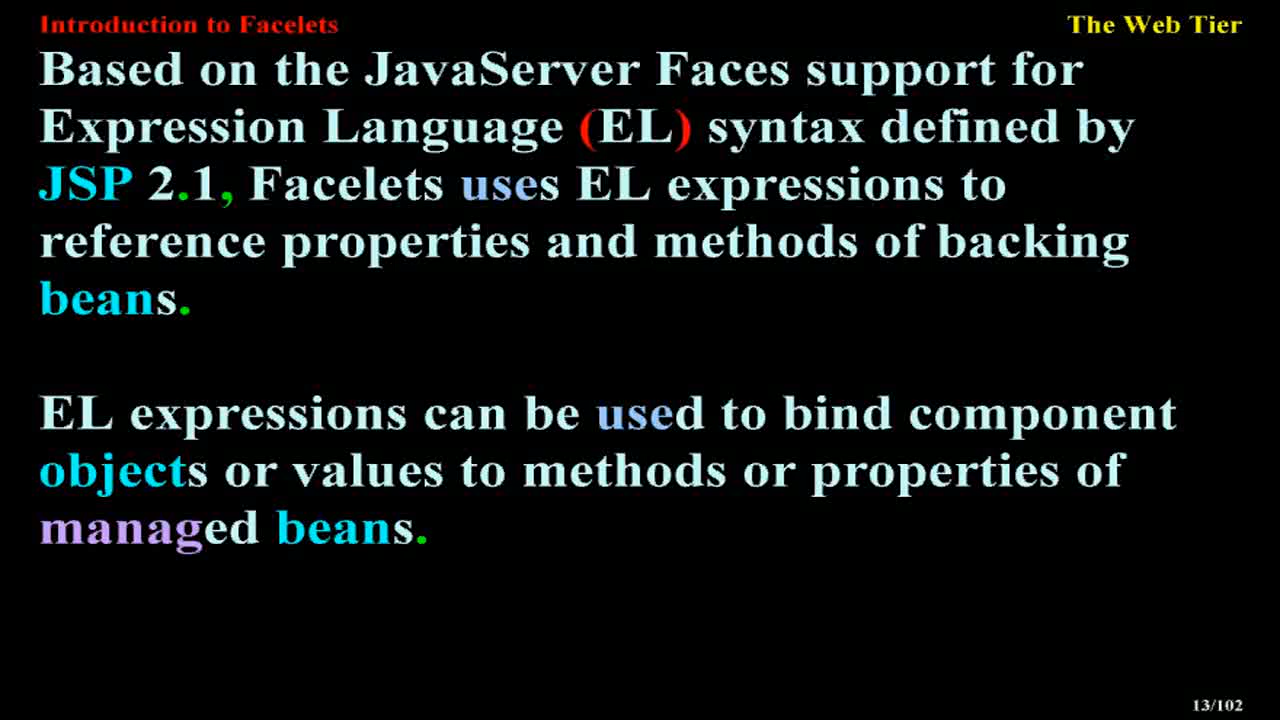 Introduction to Facelets
The Web Tier
Based on the JavaServer Faces support for
Expression Language (EL) syntax defined by
JSP 2.1, Facelets uses EL expressions to
reference properties and methods of backing
beans.
EL expressions can be used to bind component
objects or values to methods or properties of
managed beans.
13/102